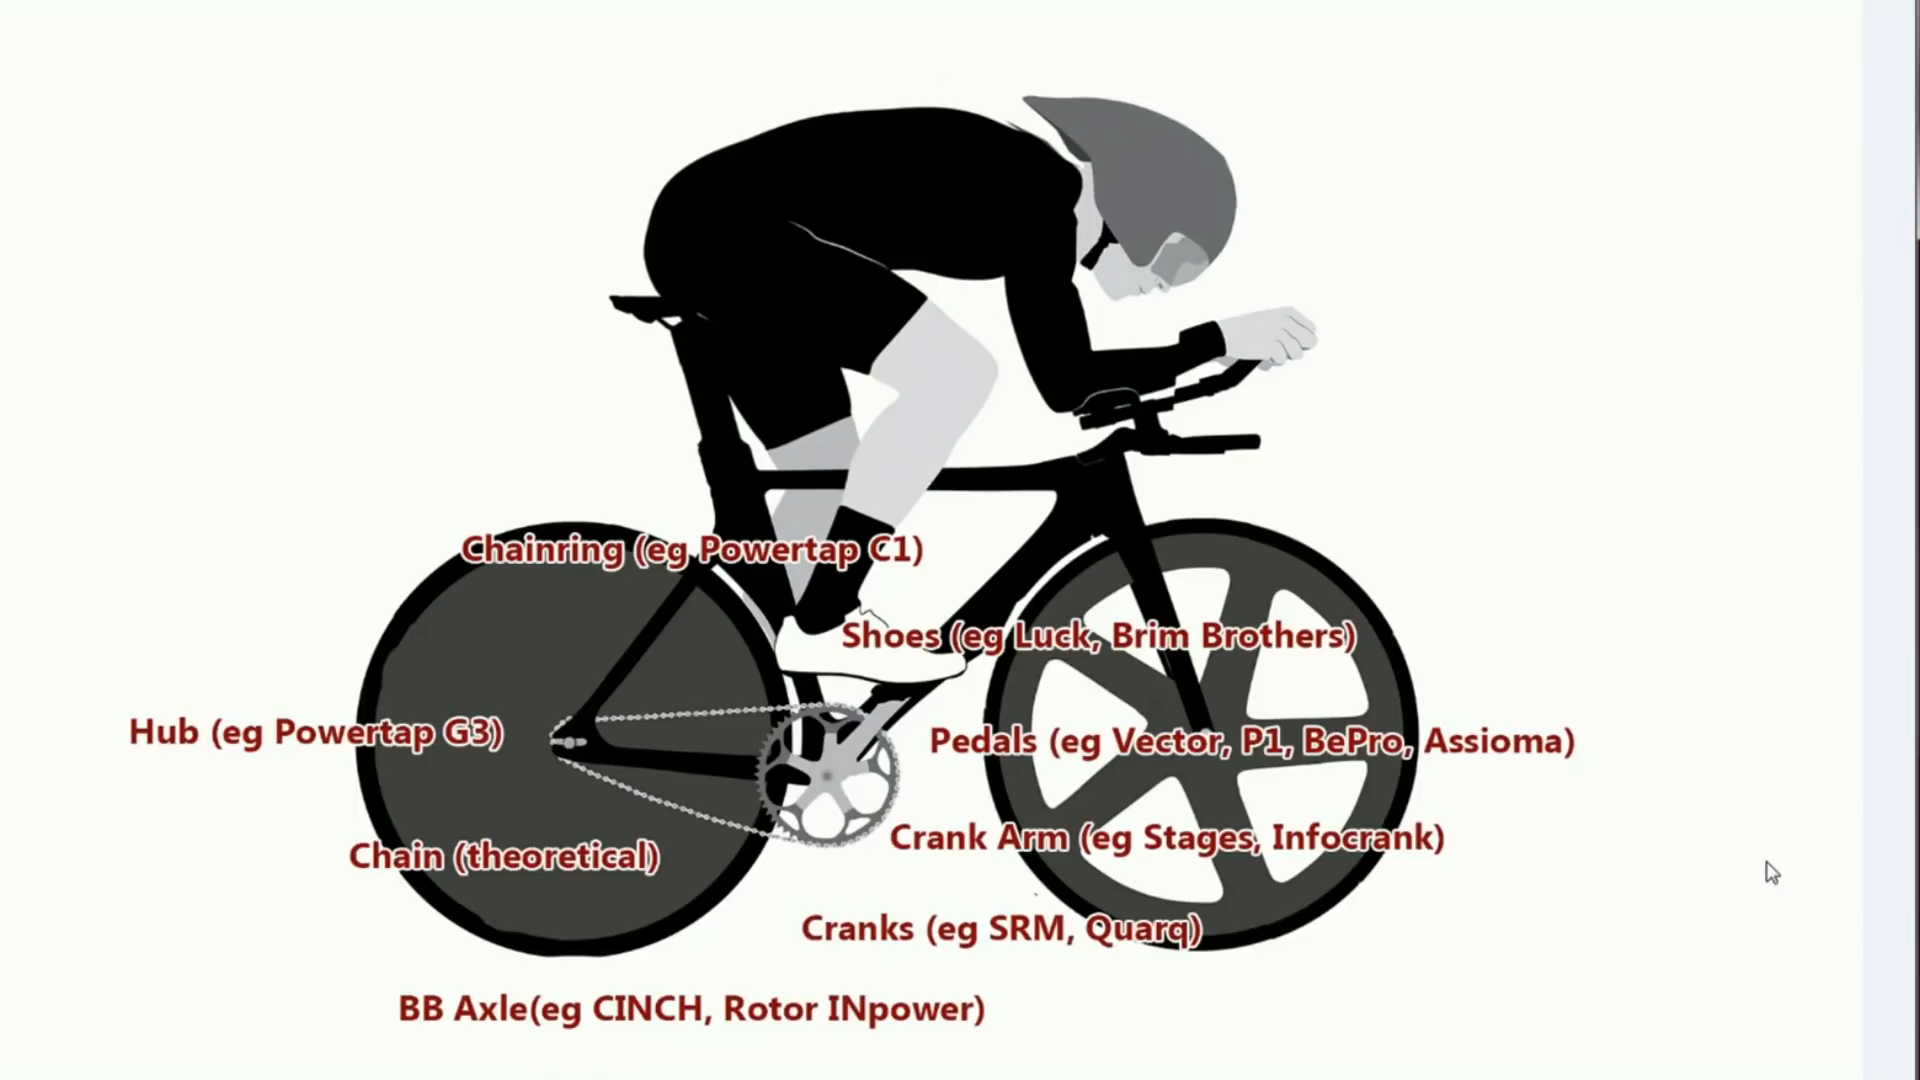 Chainring (eg Powertap C1)
Shoes (eg Luck, Brim Brothers)
Hub (eg Powertap G3)
Pedals (eg Vector, P1, BePro, Assioma)
Crank Arm (eg Stages, Infocrank)
Chain (theoretical)
Cranks (eg SRM, Quarq)
BB Axle(eg CINCH, Rotor INpower)